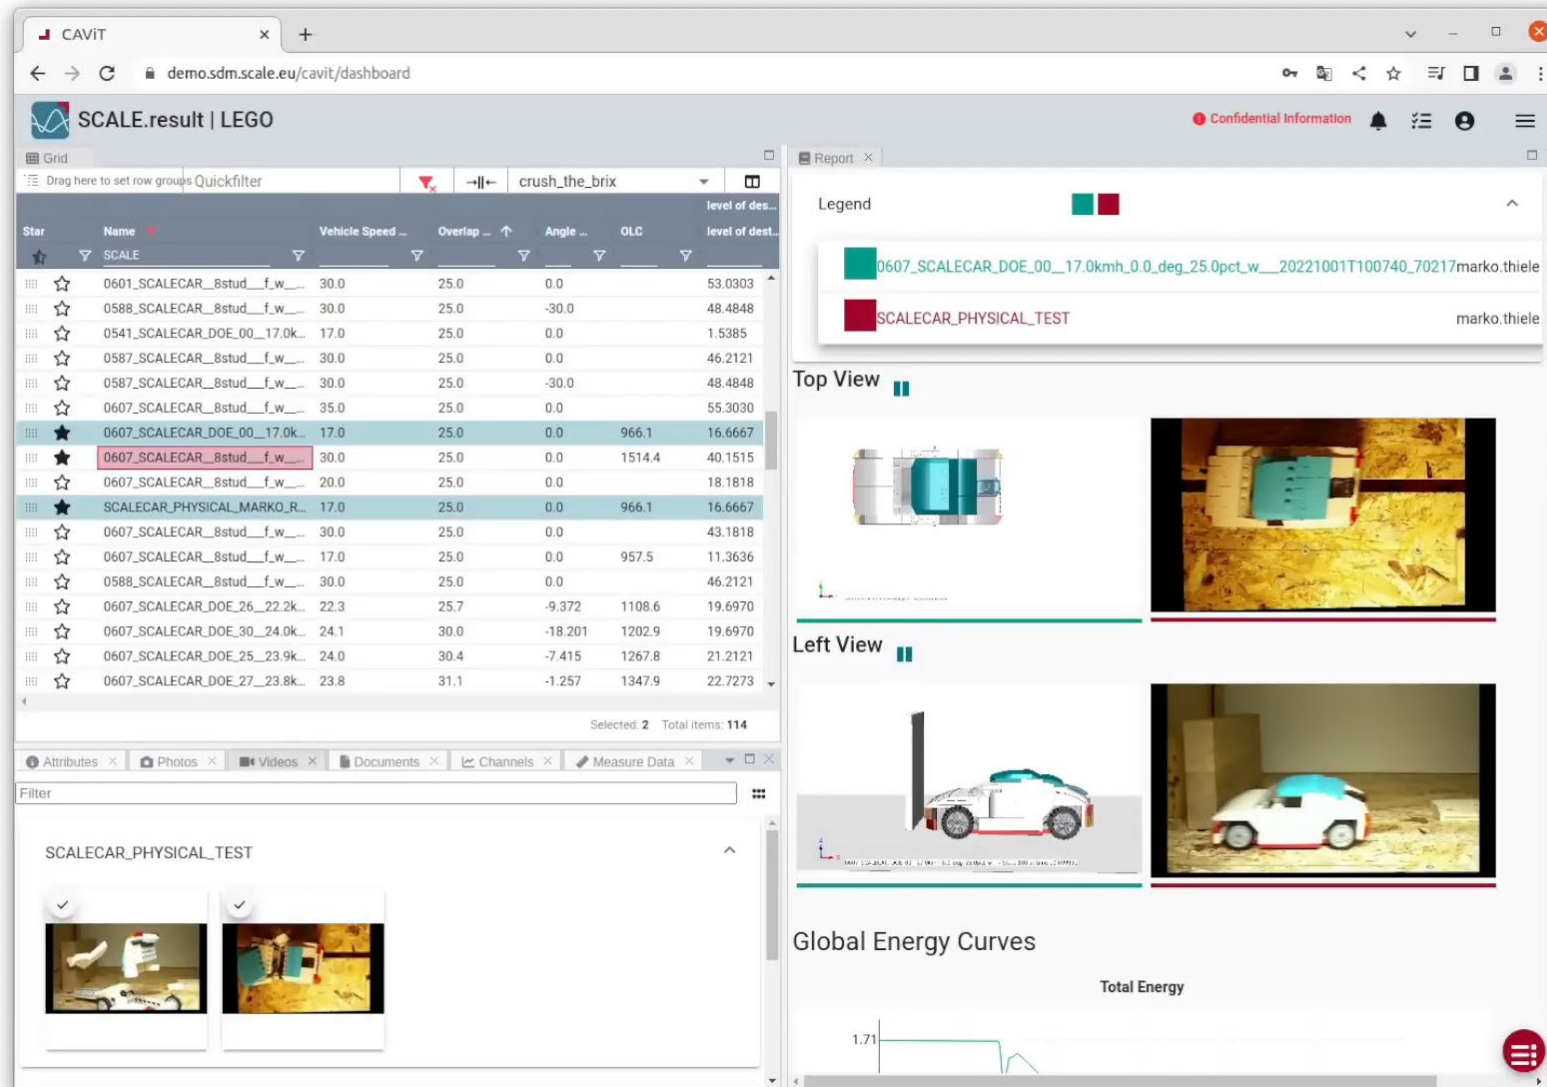 CAViT
demo.sdm.scale.eu/cavit/dashboard
SCALE.result | LEGO
Confidential Information
Grid
Drag here to set row groups Quickfilter crush_the_brix
level of des...
Star Name Vehicle Speed ... Overlap ... Angle ... OLC level of dest...
SCALE
0601_SCALECAR__8stud___f_w__... 30.0 25.0 0.0 53.0303
0588_SCALECAR__8stud___f_w__... 30.0 25.0 -30.0 48.4848
0541_SCALECAR_DOE_00__17.0k... 17.0 25.0 0.0 1.5385
0587_SCALECAR__8stud___f_w__... 30.0 25.0 0.0 46.2121
0587_SCALECAR__8stud___f_w__... 30.0 25.0 -30.0 48.4848
0607_SCALECAR__8stud___f_w__... 35.0 25.0 0.0 55.3030
0607_SCALECAR_DOE_00__17.0k... 17.0 25.0 0.0 966.1 16.6667
0607_SCALECAR__8stud___f_w__... 30.0 25.0 0.0 1514.4 40.1515
0607_SCALECAR__8stud___f_w__... 20.0 25.0 0.0 18.1818
SCALECAR_PHYSICAL_MARKO_R... 17.0 25.0 0.0 966.1 16.6667
0607_SCALECAR__8stud___f_w__... 30.0 25.0 0.0 43.1818
0607_SCALECAR__8stud___f_w__... 17.0 25.0 0.0 957.5 11.3636
0588_SCALECAR__8stud___f_w__... 30.0 25.0 0.0 46.2121
0607_SCALECAR_DOE_26__22.2k... 22.3 25.7 -9.372 1108.6 19.6970
0607_SCALECAR_DOE_30__24.0k... 24.1 30.0 -18.201 1202.9 19.6970
0607_SCALECAR_DOE_25__23.9k... 24.0 30.4 -7.415 1267.8 21.2121
0607_SCALECAR_DOE_27__23.8k... 23.8 31.1 -1.257 1347.9 22.7273
Selected: 2 Total items: 114
Attributes Photos Videos Documents Channels Measure Data
Filter
SCALECAR_PHYSICAL_TEST
Report
Legend
0607_SCALECAR_DOE_00__17.0kmh_0.0_deg_25.0pct_w___20221001T100740_70217 marko.thiele
SCALECAR_PHYSICAL_TEST marko.thiele
Top View
Left View
Global Energy Curves
Total Energy
1.71